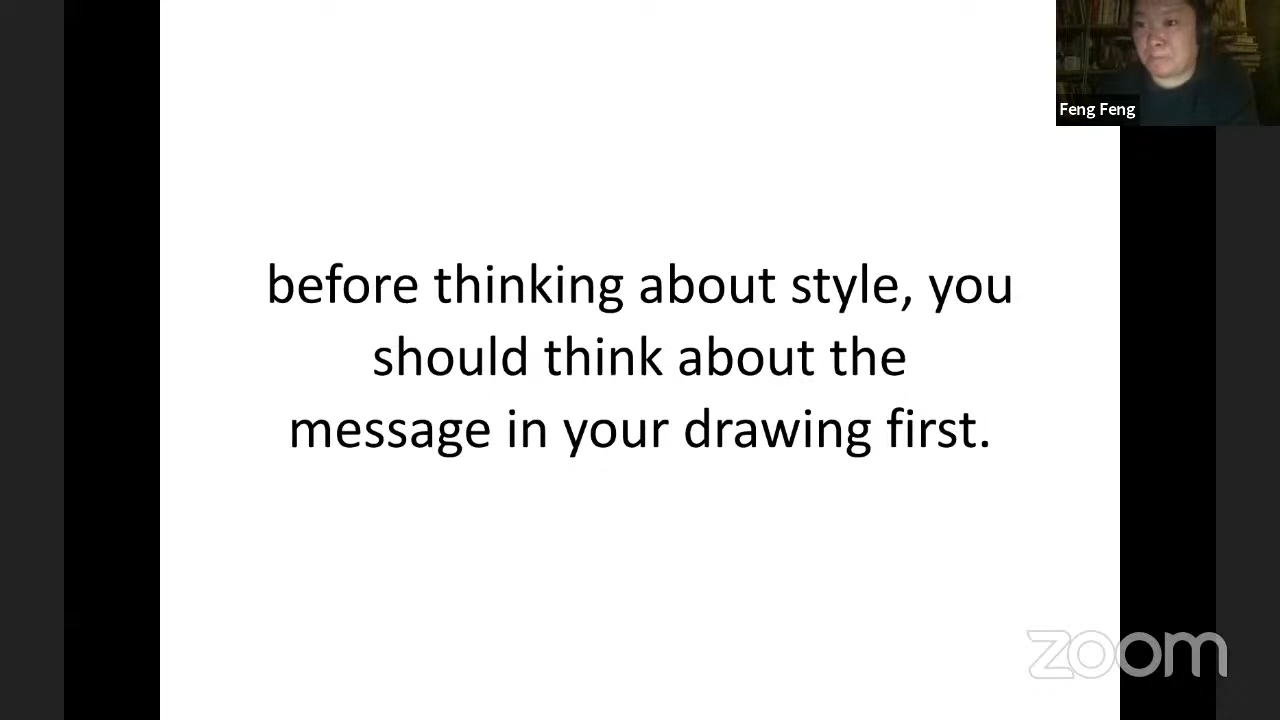 Feng Feng
before thinking about style, you
should think about the
message in your drawing first.
zoom